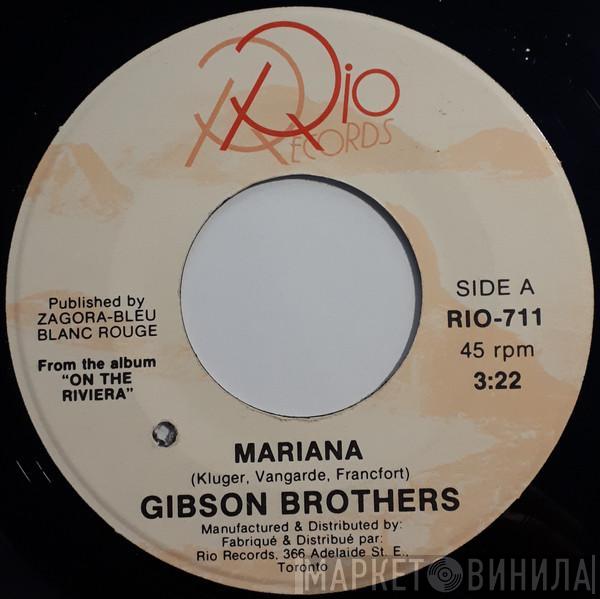 Rio
RECORDS
Published by
ZAGORA-BLEU
BLANC ROUGE
From the album
"ON THE
RIVIERA"
SIDE A
RIO-711
45 rpm
3:22
MARIANA
(Kluger, Vangarde, Francfort)
GIBSON BROTHERS
Manufactured & Distributed by:
Fabriqué & Distribué par:
Rio Records, 366 Adelaide St. E.,
Toronto
МАРКЕТ ВИНИЛА